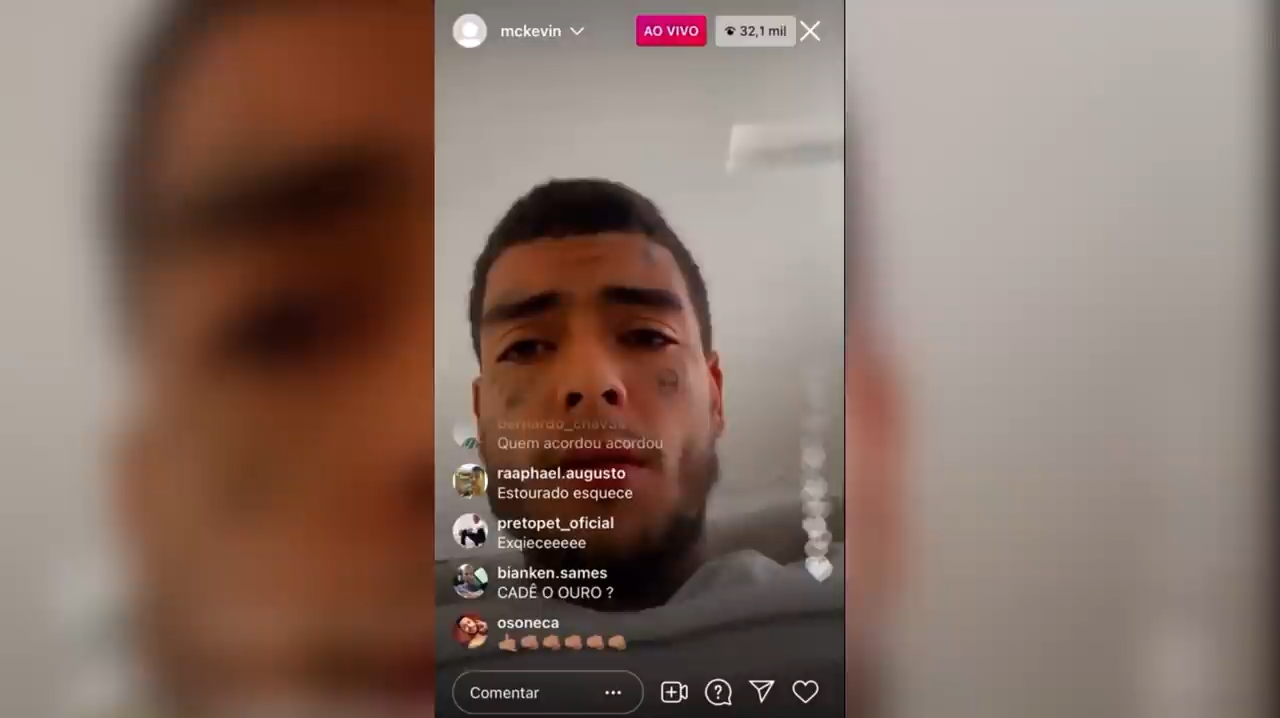 mckevin
AO VIVO
32,1 mil
bernardo_chavas
Quem acordou acordou
raaphael.augusto
Estourado esquece
pretopet_oficial
Exqieceeeee
bianken.sames
CADÊ O OURO ?
osoneca
Comentar